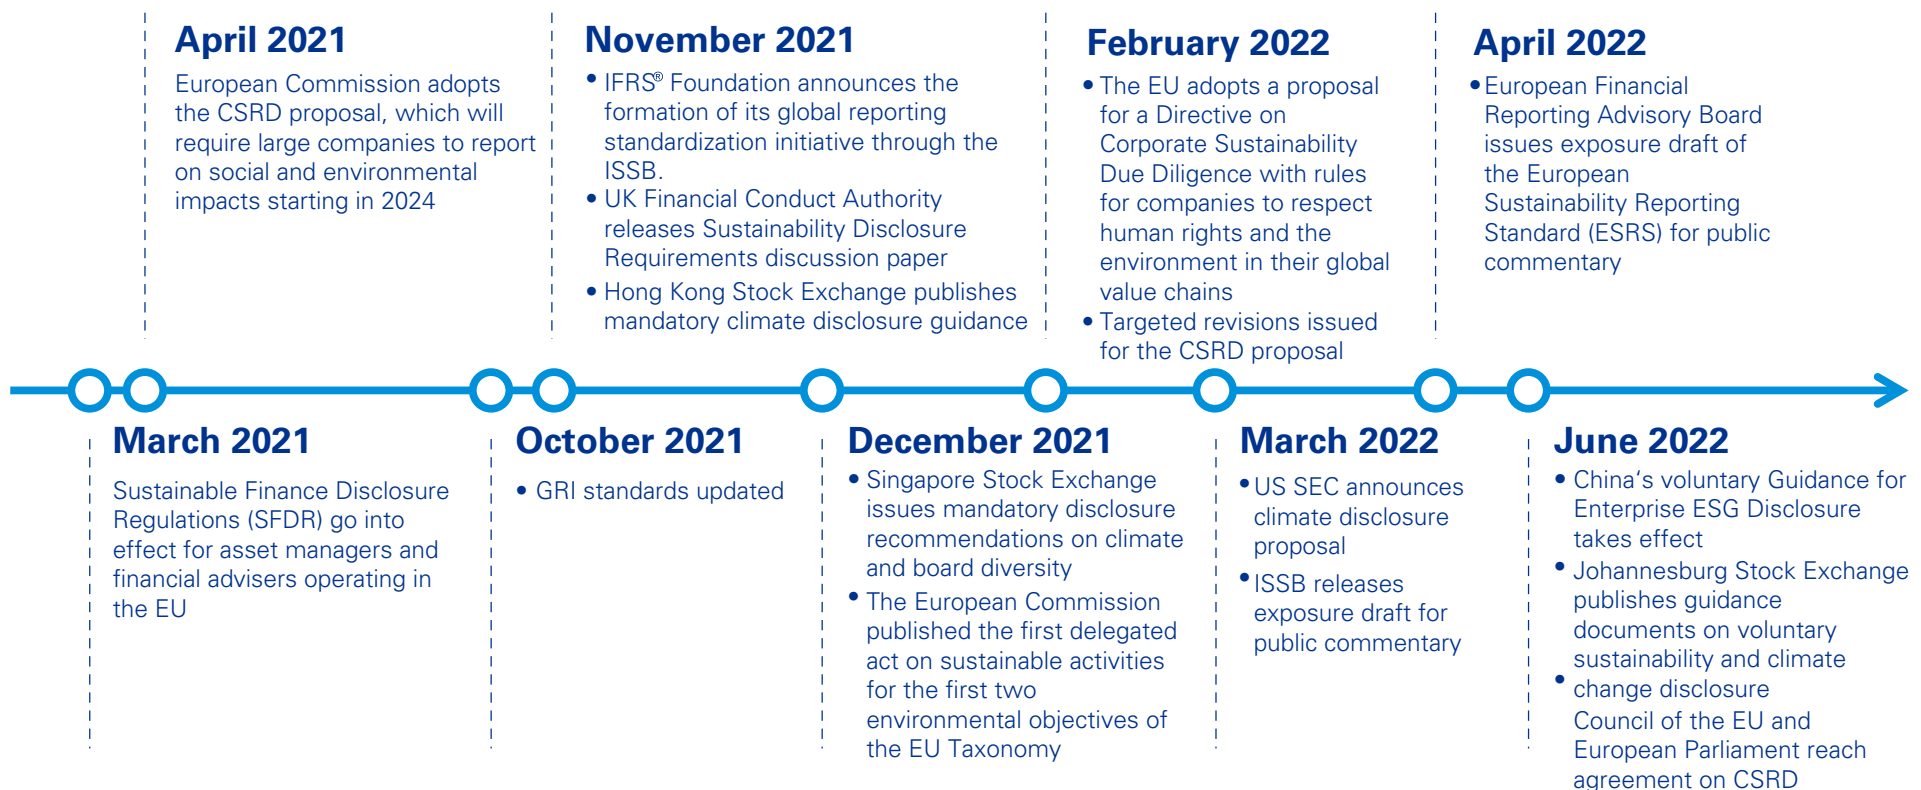 April 2021
European Commission adopts
the CSRD proposal, which will
require large companies to report
on social and environmental
impacts starting in 2024
November 2021
• IFRS® Foundation announces the
formation of its global reporting
standardization initiative through the
ISSB.
• UK Financial Conduct Authority
releases Sustainability Disclosure
Requirements discussion paper
• Hong Kong Stock Exchange publishes
mandatory climate disclosure guidance
February 2022
• The EU adopts a proposal
for a Directive on
Corporate Sustainability
Due Diligence with rules
for companies to respect
human rights and the
environment in their global
value chains
• Targeted revisions issued
for the CSRD proposal
April 2022
• European Financial
Reporting Advisory Board
issues exposure draft of
the European
Sustainability Reporting
Standard (ESRS) for public
commentary
March 2021
Sustainable Finance Disclosure
Regulations (SFDR) go into
effect for asset managers and
financial advisers operating in
the EU
October 2021
• GRI standards updated
December 2021
• Singapore Stock Exchange
issues mandatory disclosure
recommendations on climate
and board diversity
• The European Commission
published the first delegated
act on sustainable activities
for the first two
environmental objectives of
the EU Taxonomy
March 2022
• US SEC announces
climate disclosure
proposal
• ISSB releases
exposure draft for
public commentary
June 2022
• China‘s voluntary Guidance for
Enterprise ESG Disclosure
takes effect
• Johannesburg Stock Exchange
publishes guidance
documents on voluntary
sustainability and climate
• change disclosure
Council of the EU and
European Parliament reach
agreement on CSRD